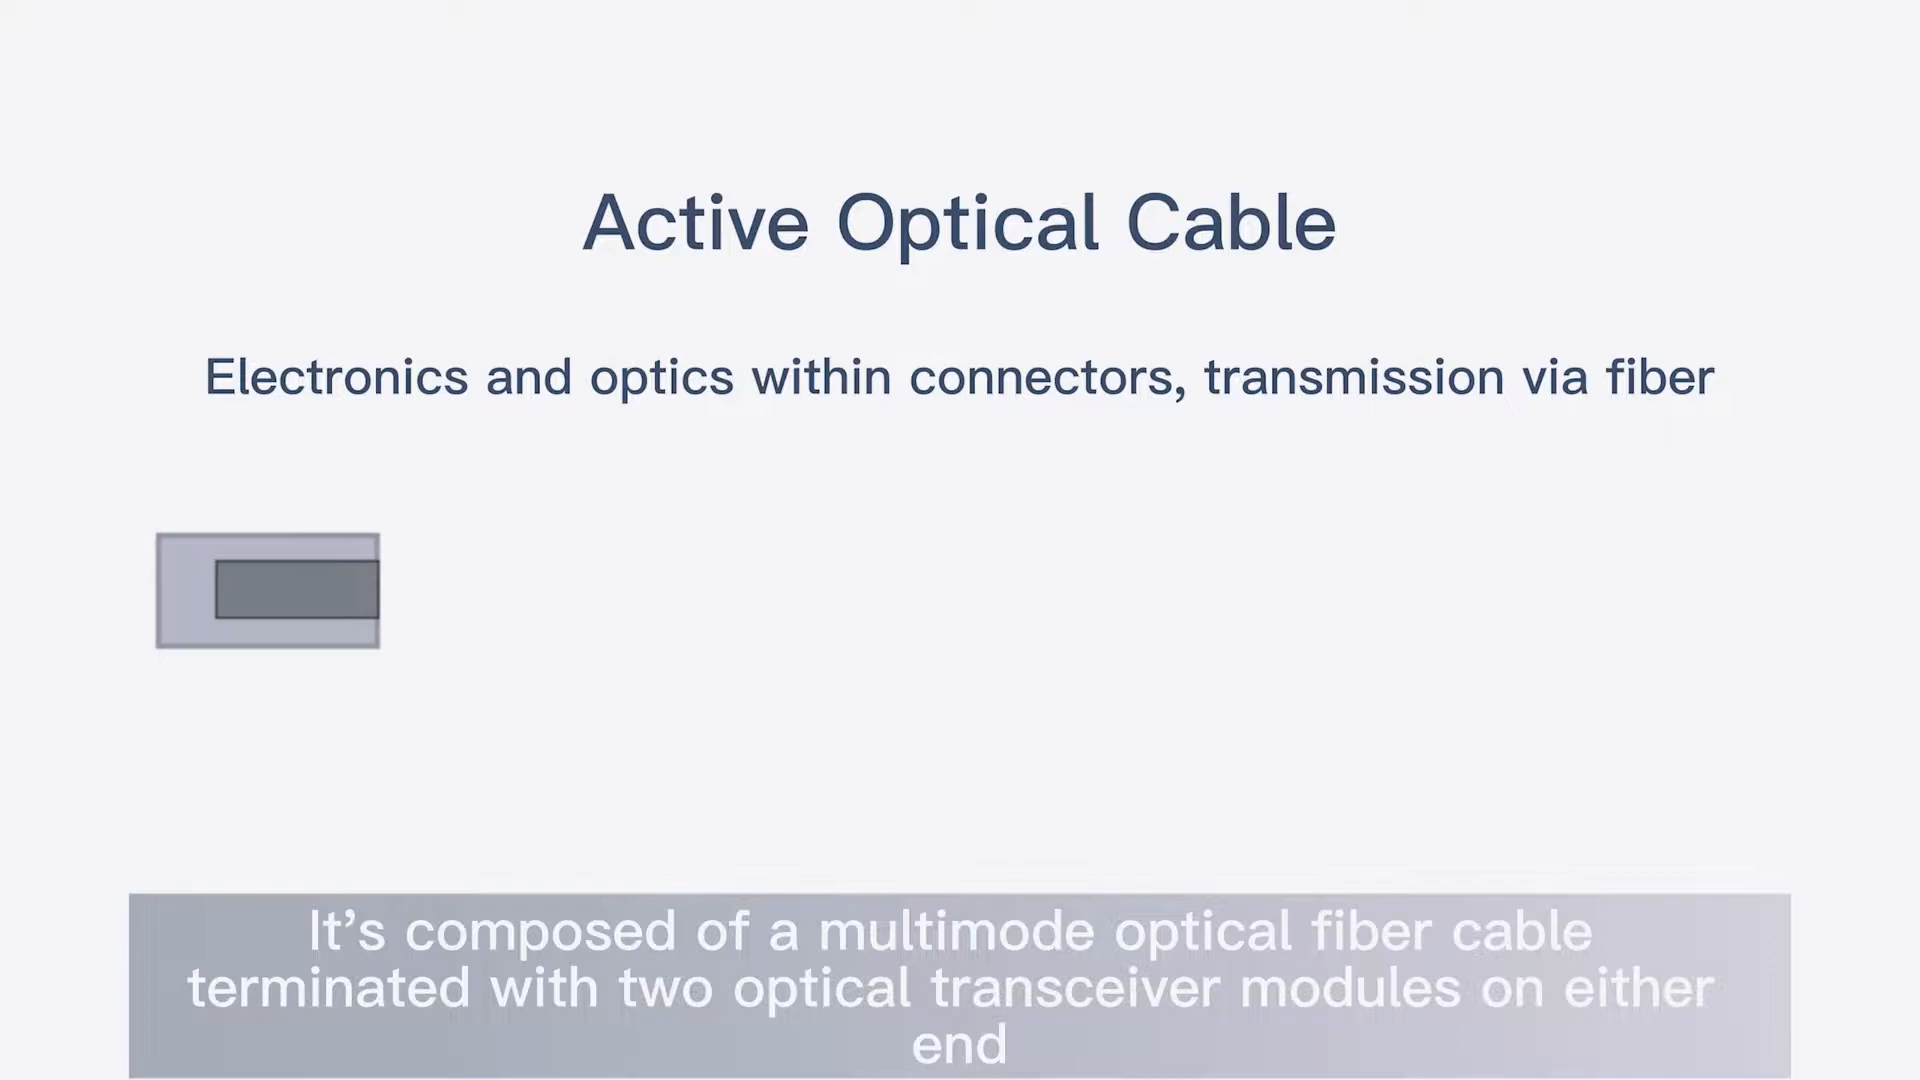 Active Optical Cable
Electronics and optics within connectors, transmission via fiber
It’s composed of a multimode optical fiber cable
terminated with two optical transceiver modules on either
end